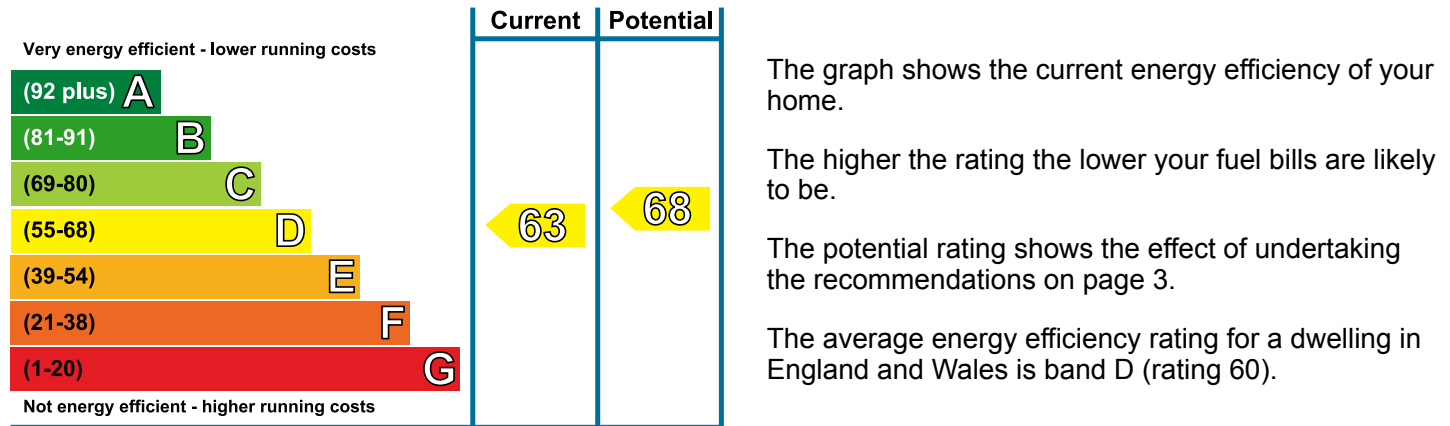 Current Potential
Very energy efficient - lower running costs
(92 plus) A
(81-91) B
(69-80) C
(55-68) D
(39-54) E
(21-38) F
(1-20) G
Not energy efficient - higher running costs
63
68
The graph shows the current energy efficiency of your
home.
The higher the rating the lower your fuel bills are likely
to be.
The potential rating shows the effect of undertaking
the recommendations on page 3.
The average energy efficiency rating for a dwelling in
England and Wales is band D (rating 60).